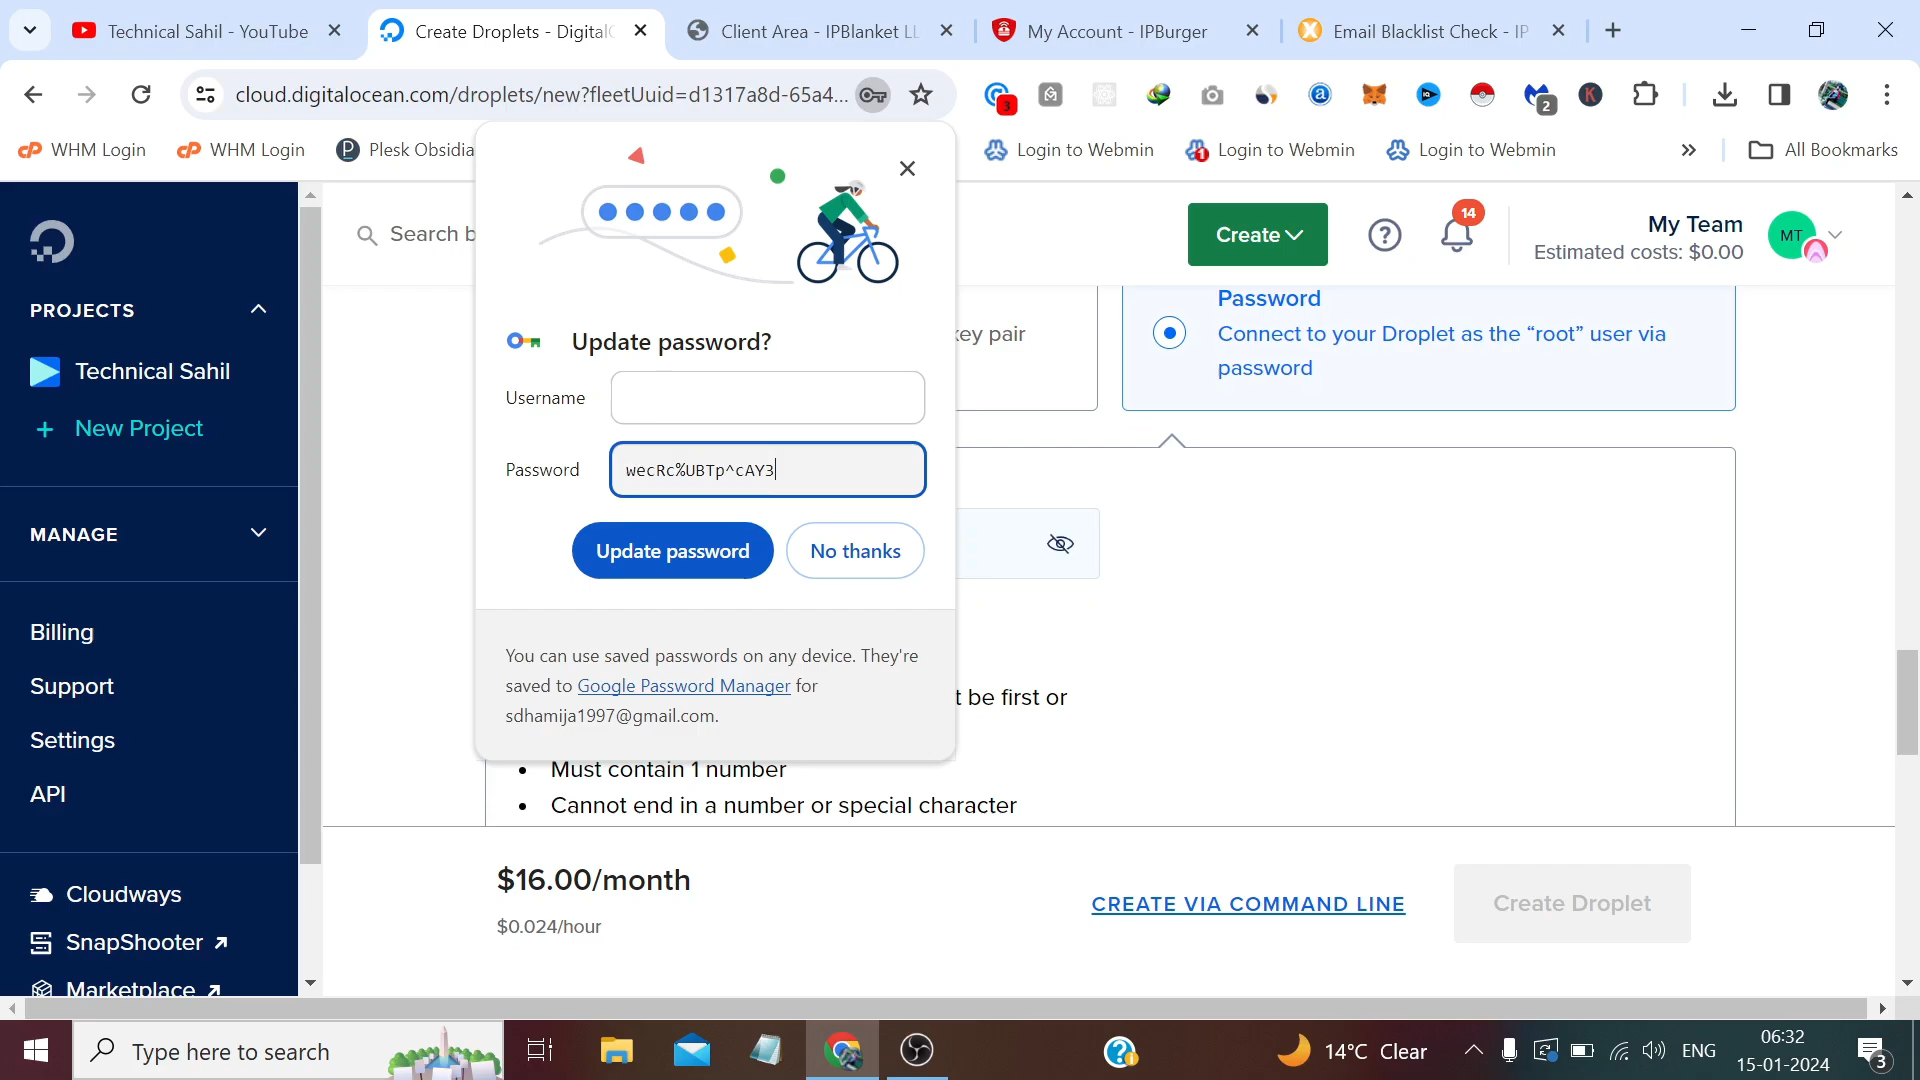 Technical Sahil - YouTube
Create Droplets - DigitalO
Client Area - IPBlanket LL
My Account - IPBurger
Email Blacklist Check - IP
cloud.digitalocean.com/droplets/new?fleetUuid=d1317a8d-65a4...
3
2
WHM Login
WHM Login
Plesk Obsidia
Login to Webmin
1
Login to Webmin
Login to Webmin
All Bookmarks
Search b
Create
14
My Team
Estimated costs: $0.00
MT
PROJECTS
Technical Sahil
New Project
MANAGE
Billing
Support
Settings
API
Cloudways
SnapShooter
Marketplace
Update password?
Username
Password
wecRc%UBTp^cAY3
Update password
No thanks
You can use saved passwords on any device. They're
saved to Google Password Manager for
sdhamija1997@gmail.com.
key pair
Password
Connect to your Droplet as the “root” user via
password
t be first or
Must contain 1 number
Cannot end in a number or special character
$16.00/month
$0.024/hour
CREATE VIA COMMAND LINE
Create Droplet
Type here to search
14°C Clear
ENG
06:32
15-01-2024
3